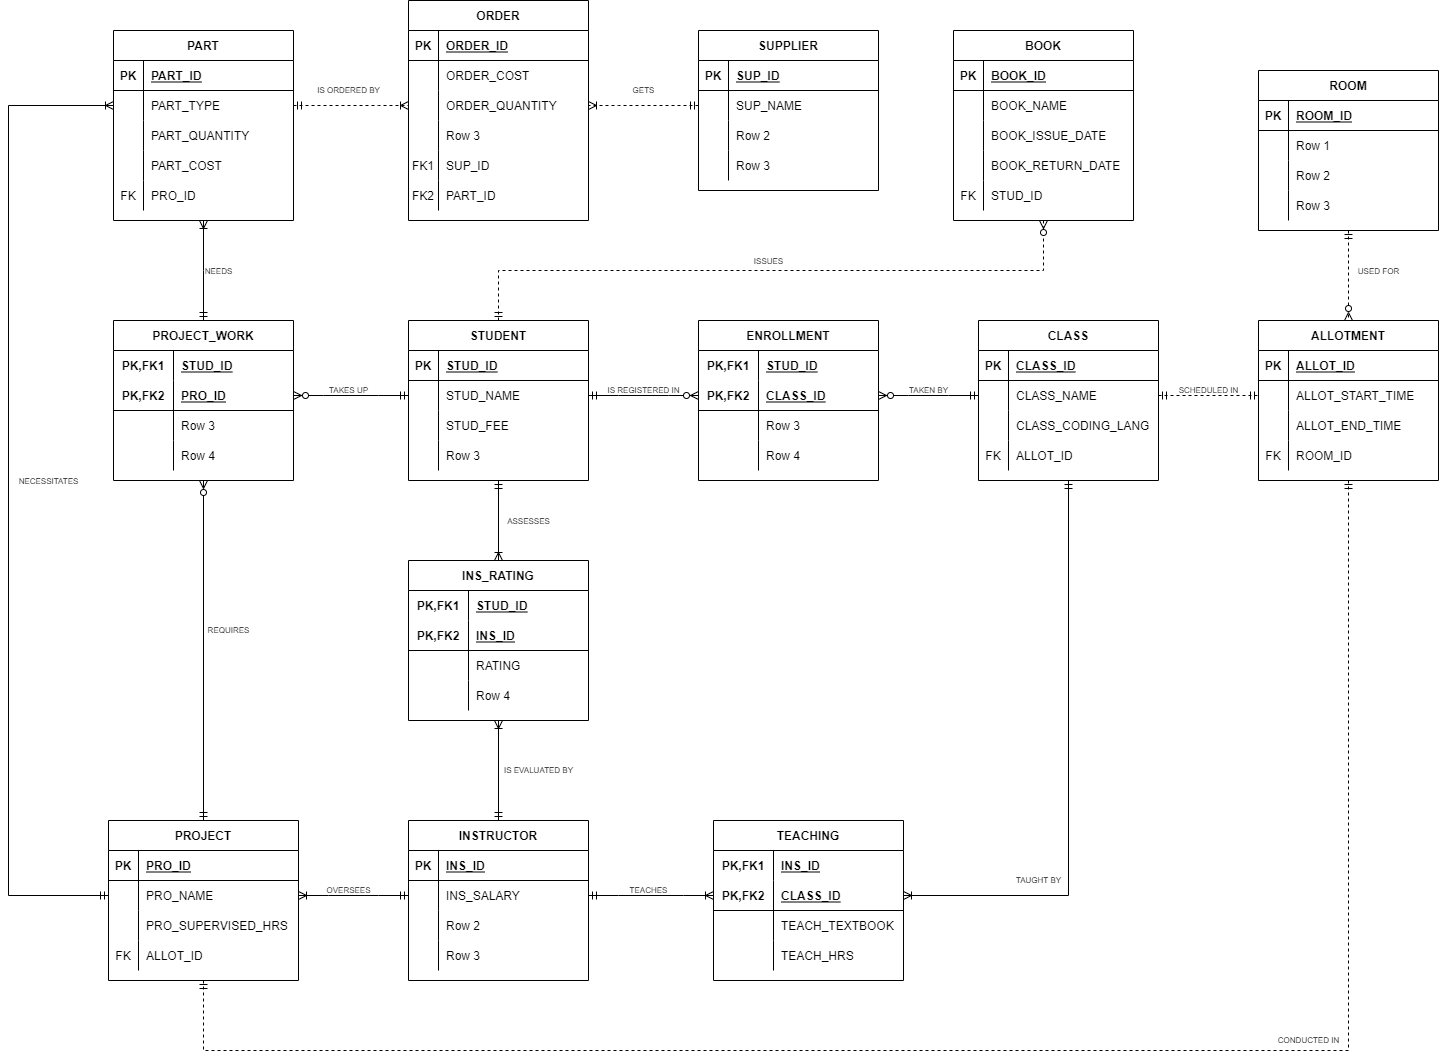 ORDER
PK ORDER_ID
ORDER_COST
ORDER_QUANTITY
Row 3
FK1 SUP_ID
FK2 PART_ID
PART
PK PART_ID
PART_TYPE
PART_QUANTITY
PART_COST
FK PRO_ID
IS ORDERED BY
GETS
SUPPLIER
PK SUP_ID
SUP_NAME
Row 2
Row 3
BOOK
PK BOOK_ID
BOOK_NAME
BOOK_ISSUE_DATE
BOOK_RETURN_DATE
FK STUD_ID
ROOM
PK ROOM_ID
Row 1
Row 2
Row 3
NEEDS
ISSUES
USED FOR
PROJECT_WORK
PK,FK1 STUD_ID
PK,FK2 PRO_ID
Row 3
Row 4
TAKES UP
STUDENT
PK STUD_ID
STUD_NAME
STUD_FEE
Row 3
IS REGISTERED IN
ENROLLMENT
PK,FK1 STUD_ID
PK,FK2 CLASS_ID
Row 3
Row 4
TAKEN BY
CLASS
PK CLASS_ID
CLASS_NAME
CLASS_CODING_LANG
FK ALLOT_ID
SCHEDULED IN
ALLOTMENT
PK ALLOT_ID
ALLOT_START_TIME
ALLOT_END_TIME
FK ROOM_ID
NECESSITATES
ASSESSES
INS_RATING
PK,FK1 STUD_ID
PK,FK2 INS_ID
RATING
Row 4
REQUIRES
IS EVALUATED BY
PROJECT
PK PRO_ID
PRO_NAME
PRO_SUPERVISED_HRS
FK ALLOT_ID
OVERSEES
INSTRUCTOR
PK INS_ID
INS_SALARY
Row 2
Row 3
TEACHES
TEACHING
PK,FK1 INS_ID
PK,FK2 CLASS_ID
TEACH_TEXTBOOK
TEACH_HRS
TAUGHT BY
CONDUCTED IN